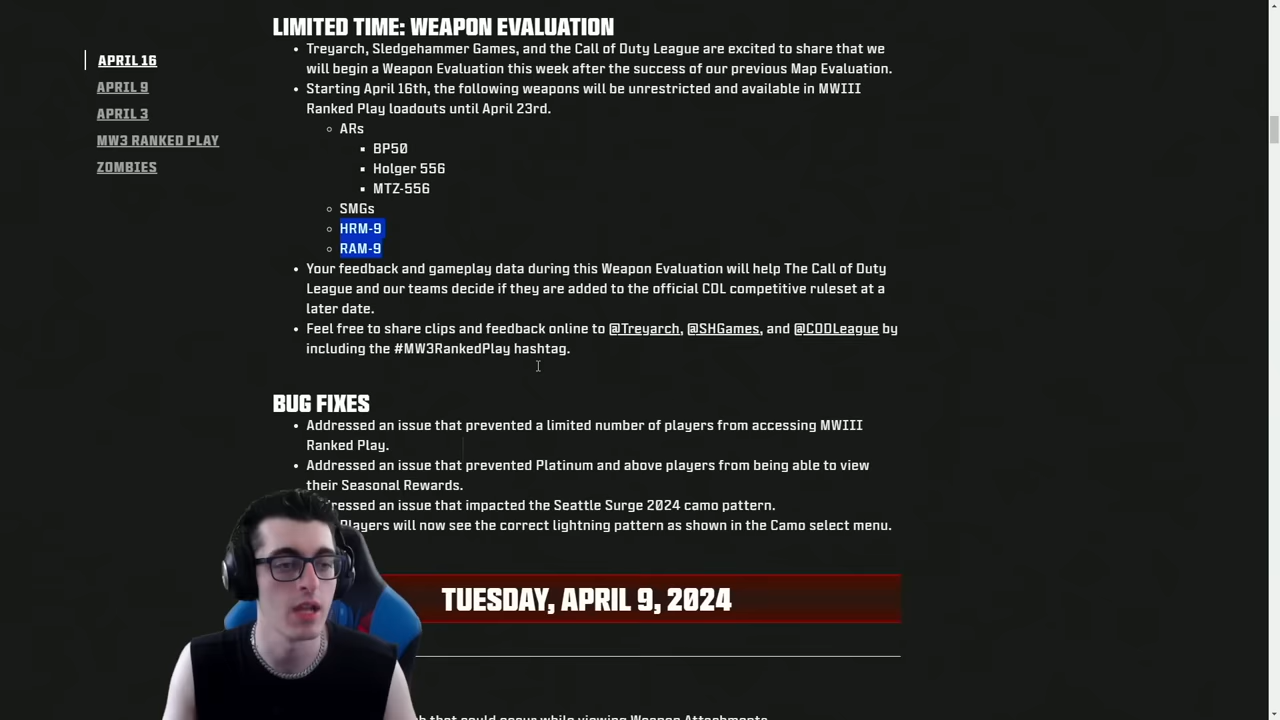 LIMITED TIME: WEAPON EVALUATION
Treyarch, Sledgehammer Games, and the Call of Duty League are excited to share that we
will begin a Weapon Evaluation this week after the success of our previous Map Evaluation.
APRIL 16
APRIL 9
APRIL 3
MW3 RANKED PLAY
ZOMBIES
Starting April 16th, the following weapons will be unrestricted and available in MWIII
Ranked Play loadouts until April 23rd.
ARs
BP50
Holger 556
MTZ-556
SMGs
HRM-9
RAM-9
Your feedback and gameplay data during this Weapon Evaluation will help The Call of Duty
League and our teams decide if they are added to the official CDL competitive ruleset at a
later date.
Feel free to share clips and feedback online to @Treyarch, @SHGames, and @CODLeague by
including the #MW3RankedPlay hashtag.
BUG FIXES
Addressed an issue that prevented a limited number of players from accessing MWIII
Ranked Play.
Addressed an issue that prevented Platinum and above players from being able to view
their Seasonal Rewards.
ressed an issue that impacted the Seattle Surge 2024 camo pattern.
Players will now see the correct lightning pattern as shown in the Camo select menu.
TUESDAY, APRIL 9, 2024
that could occur while viewing Weapon Attachments